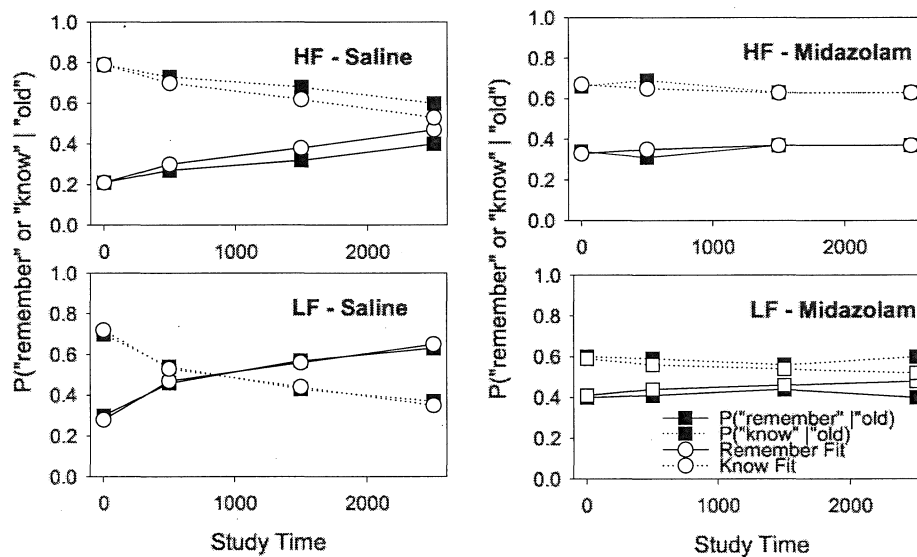 P("remember" or "know" | "old")
HF - Saline
1.0
0.8
0.6
0.4
0.2
0.0
0 1000 2000
LF - Saline
1.0
0.8
0.6
0.4
0.2
0.0
0 1000 2000
Study Time
P("remember" or "know" | "old")
HF - Midazolam
1.0
0.8
0.6
0.4
0.2
0.0
0 1000 2000
LF - Midazolam
1.0
0.8
0.6
0.4
0.2
0.0
P("remember" |"old)
P("know" |"old)
Remember Fit
Know Fit
0 1000 2000
Study Time